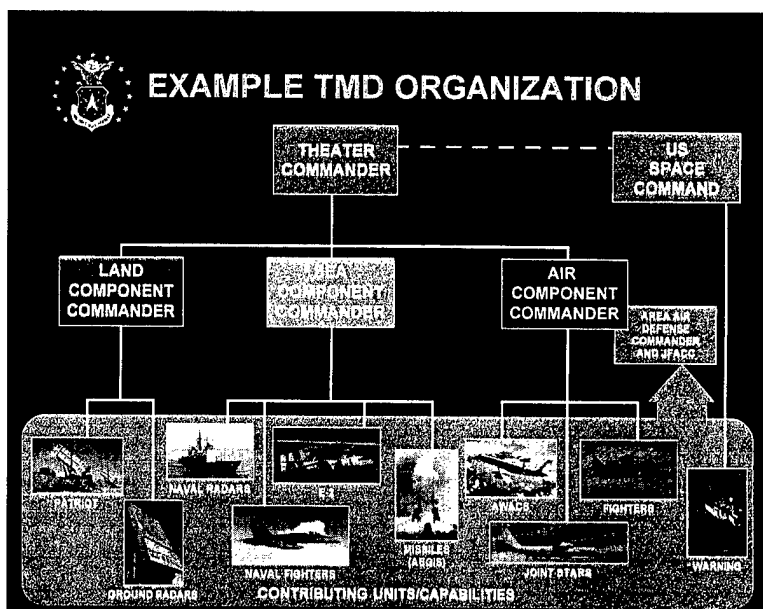 EXAMPLE TMD ORGANIZATION
THEATER
COMMANDER
US
SPACE
COMMAND
LAND
COMPONENT
COMMANDER
SEA
COMPONENT
COMMANDER
AIR
COMPONENT
COMMANDER
AREA AIR
DEFENSE
COMMANDER
AND JFACC
PATRIOT
GROUND RADARS
NAVAL RADARS
NAVAL FIGHTERS
E-2
MISSILES
(AEGIS)
AWACS
JOINT STARS
FIGHTERS
WARNING
CONTRIBUTING UNITS/CAPABILITIES